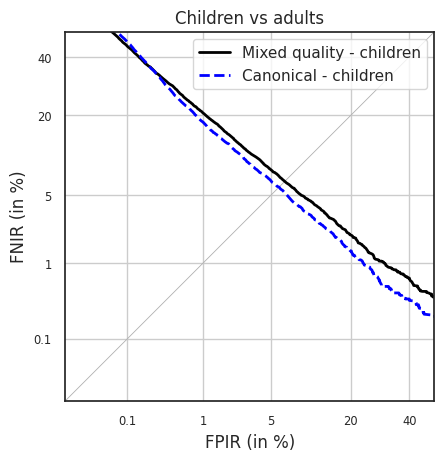 Children vs adults
Mixed quality - children
Canonical - children
FNIR (in %)
40
20
5
1
0.1
0.1 1 5 20 40
FPIR (in %)